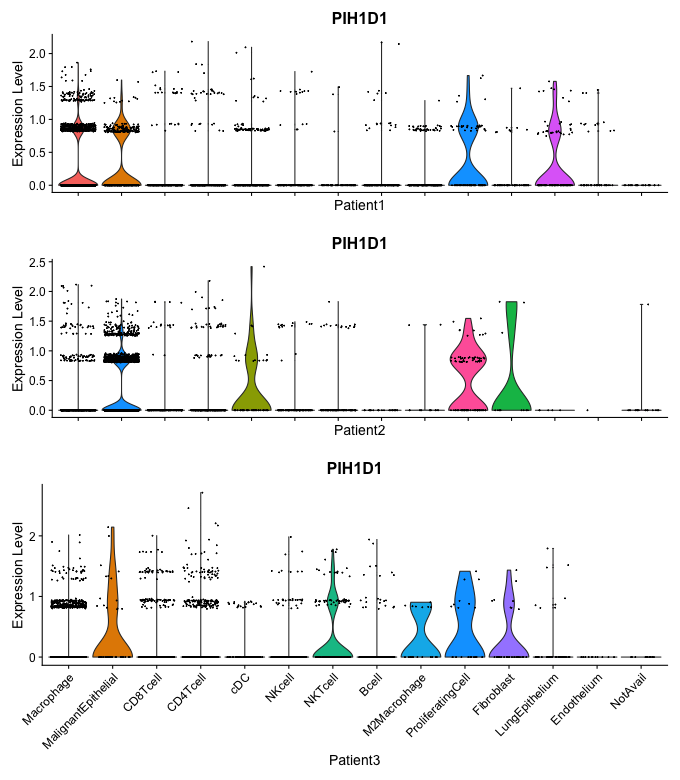 PIH1D1
Expression Level
2.0
1.5
1.0
0.5
0.0
Patient1
PIH1D1
Expression Level
2.5
2.0
1.5
1.0
0.5
0.0
Patient2
PIH1D1
Expression Level
2
1
0
Macrophage
MalignantEpithelial
CD8Tcell
CD4Tcell
cDC
NKcell
NKTcell
Bcell
M2Macrophage
ProliferatingCell
Fibroblast
LungEpithelium
Endothelium
NotAvail
Patient3